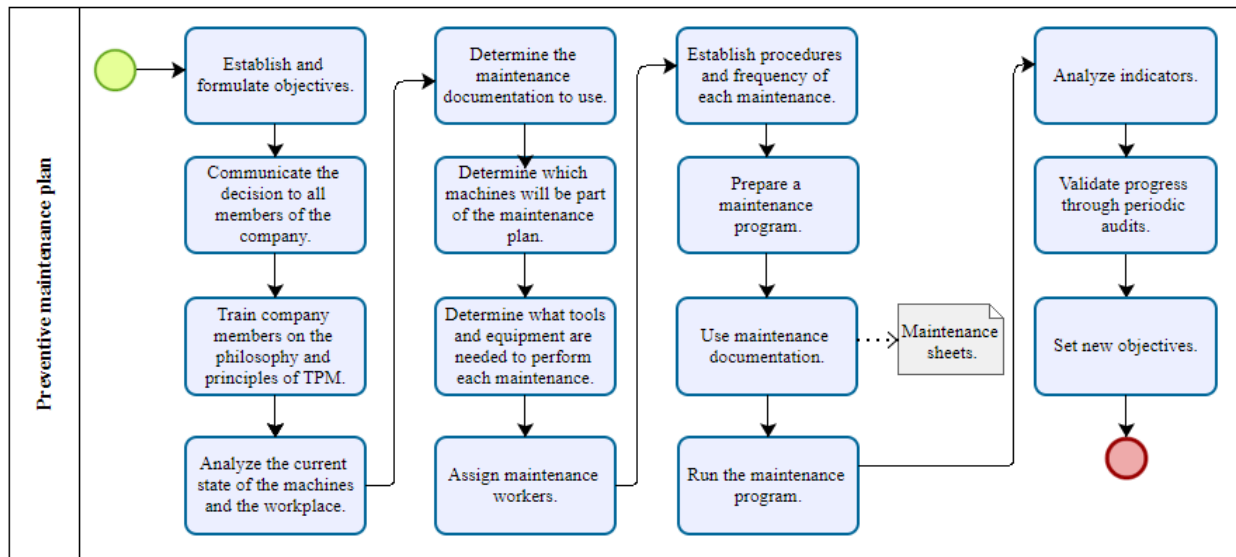 Preventive maintenance plan
Establish and
formulate objectives.
Communicate the
decision to all
members of the
company.
Train company
members on the
philosophy and
principles of TPM.
Analyze the current
state of the machines
and the workplace.
Determine the
maintenance
documentation to use.
Determine which
machines will be part
of the maintenance
plan.
Determine what tools
and equipment are
needed to perform
each maintenance.
Assign maintenance
workers.
Establish procedures
and frequency of
each maintenance.
Prepare a
maintenance
program.
Use maintenance
documentation.
Maintenance
sheets.
Run the maintenance
program.
Analyze indicators.
Validate progress
through periodic
audits.
Set new objectives.